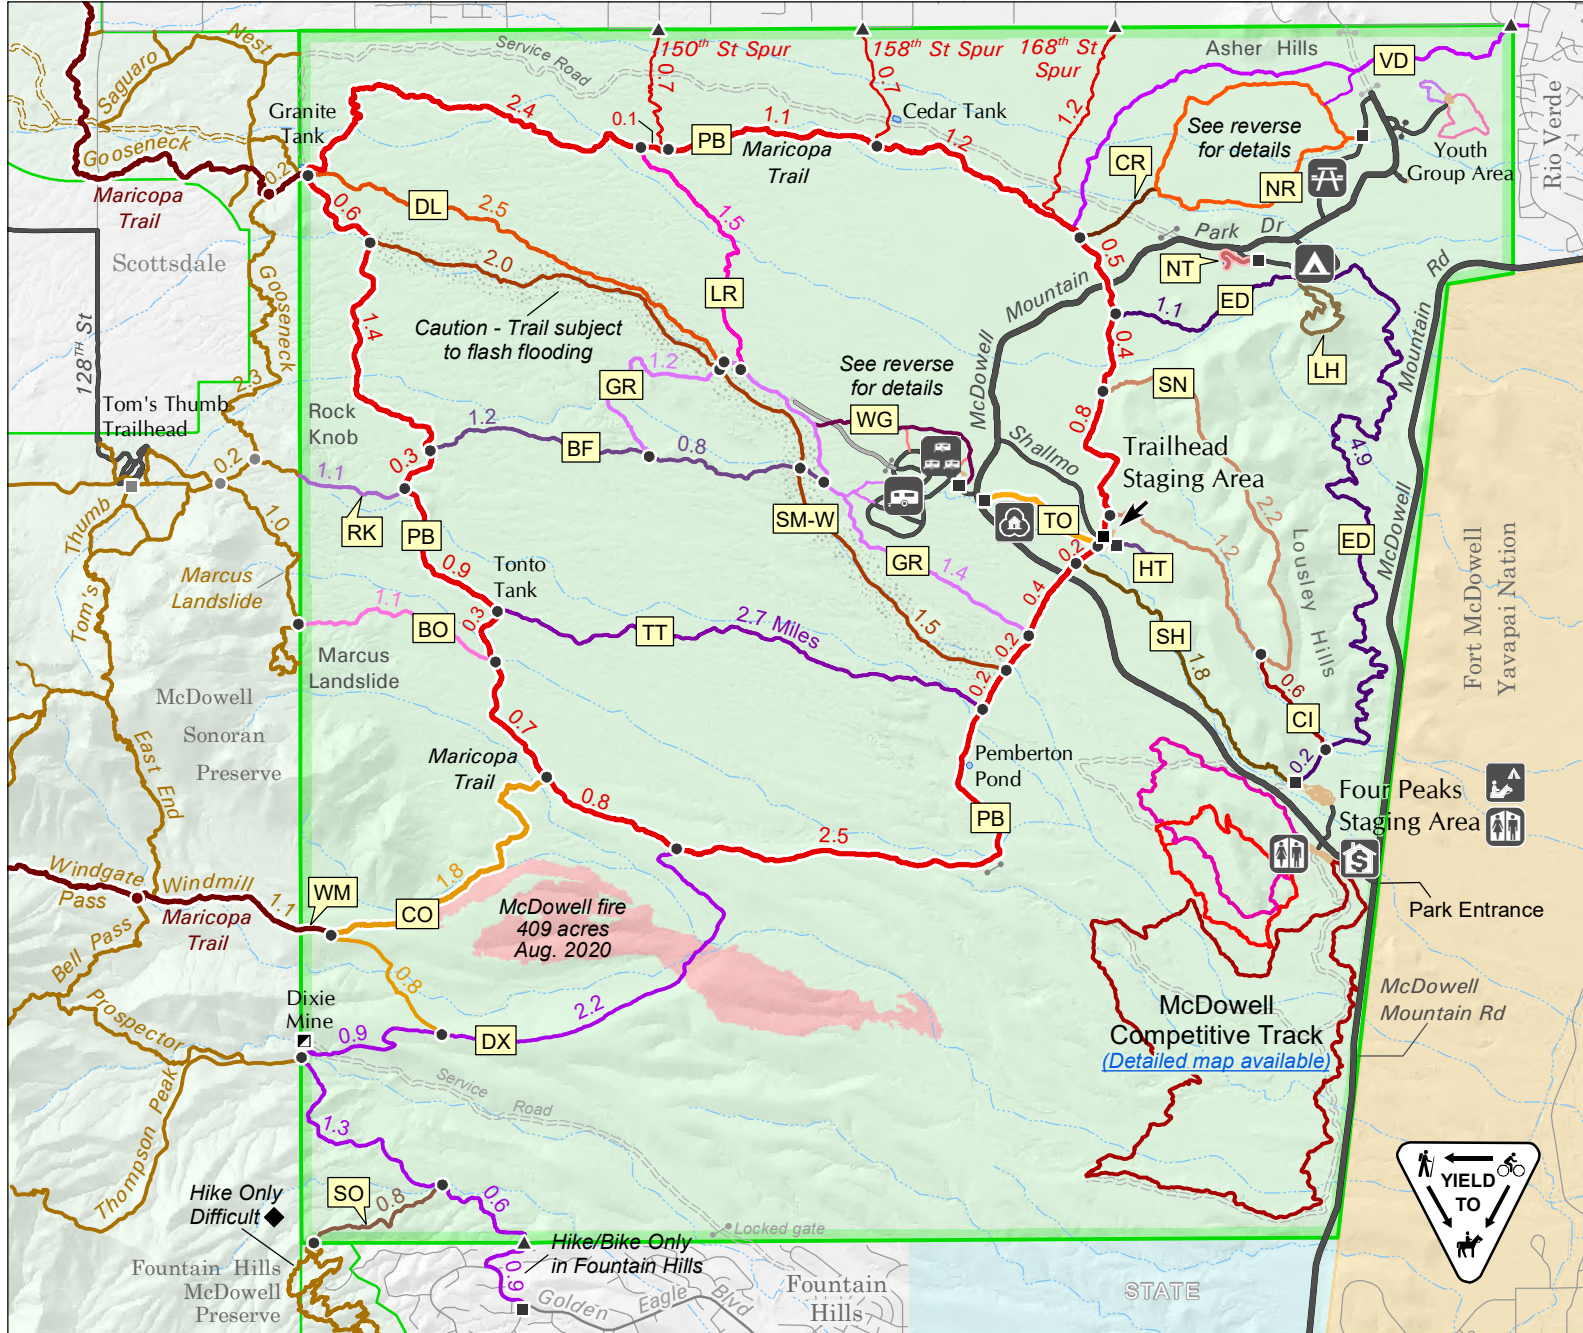 Nest
Saguaro
Service Road
150th St Spur
158th St Spur
168th St
Spur
Asher Hills
VD
Rio Verde
0.7
0.7
1.2
Granite
Tank
2.4
0.1
PB
1.1
Maricopa
Trail
Cedar Tank
1.2
See reverse
for details
Youth
Group Area
Gooseneck
0.2
Maricopa
Trail
CR
NR
0.6
DL
2.5
1.5
Park Dr
Scottsdale
2.0
LR
0.5
NT
ED
1.1
Mountain
Rd
Gooseneck
1.4
Caution - Trail subject
to flash flooding
0.4
LH
128TH St
2.3
GR
1.2
See reverse
for details
McDowell
SN
Mountain
Tom's Thumb
Trailhead
Rock
Knob
1.2
BF
0.8
WG
0.8
Shallmo
Trailhead
Staging Area
4.9
0.2
1.1
0.3
RK
PB
SM-W
TO
2.2
McDowell
1.0
Thumb
Tom's
0.9
Tonto
Tank
GR
1.4
0.2
HT
1.2
Lousley Hills
ED
Fort McDowell
Yavapai Nation
Marcus
Landslide
1.1
BO
0.3
TT
2.7 Miles
1.5
0.4
0.2
SH
1.8
0.6
CI
Marcus
Landslide
0.2
McDowell
Sonoran
Preserve
East End
Maricopa
Trail
0.7
0.8
Pemberton
Pond
PB
2.5
0.2
Four Peaks
Staging Area
Windgate
Pass
Windmill
1.1
WM
Maricopa
Trail
CO
1.8
McDowell fire
409 acres
Aug. 2020
Park Entrance
Bell Pass
Prospector
0.8
Dixie
Mine
0.9
DX
2.2
McDowell
Competitive Track
(Detailed map available)
McDowell
Mountain Rd
Thompson Peak
Service Road
1.3
SO
0.8
0.6
Hike Only
Difficult
Locked gate
YIELD
TO
Hike/Bike Only
in Fountain Hills
0.9
Fountain Hills
McDowell
Preserve
Golden Eagle Blvd
Fountain
Hills
STATE